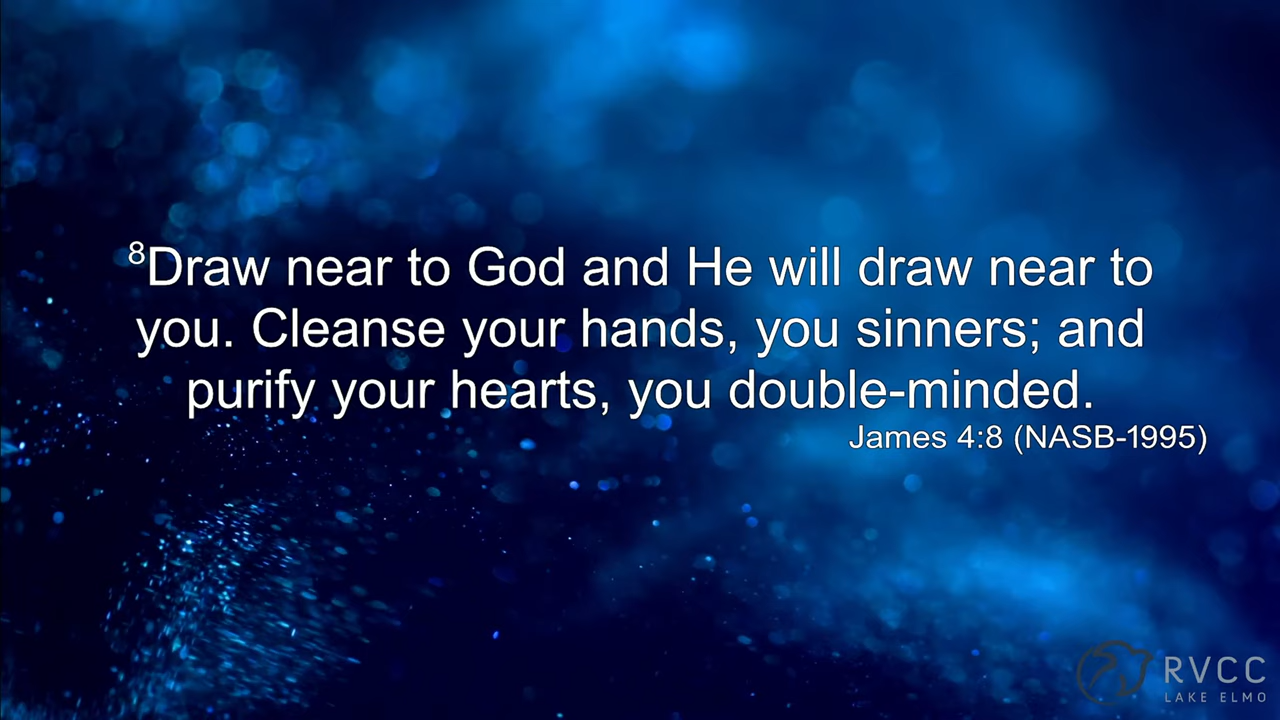 ⁸Draw near to God and He will draw near to
you. Cleanse your hands, you sinners; and
purify your hearts, you double-minded.
James 4:8 (NASB-1995)
RVCC
LAKE ELMO